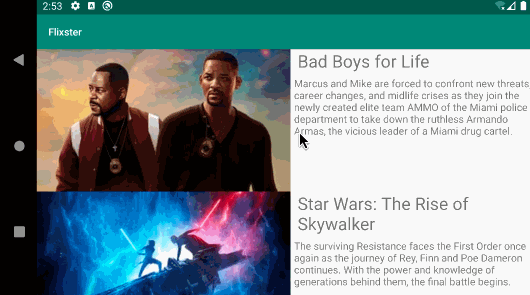 2:53
Flixster
Bad Boys for Life
Marcus and Mike are forced to confront new threats,
career changes, and midlife crises as they join the
newly created elite team AMMO of the Miami police
department to take down the ruthless Armando
Armas, the vicious leader of a Miami drug cartel.
Star Wars: The Rise of
Skywalker
The surviving Resistance faces the First Order once
again as the journey of Rey, Finn and Poe Dameron
continues. With the power and knowledge of
generations behind them, the final battle begins.